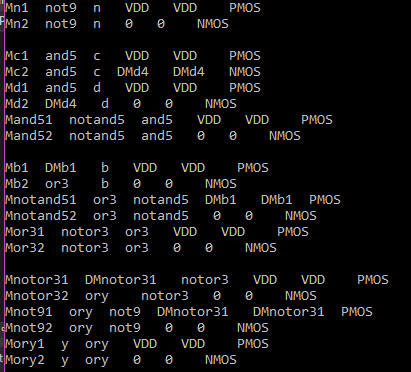 Mn1 not9 n VDD VDD PMOS
Mn2 not9 n 0 0 NMOS
Mc1 and5 c VDD VDD PMOS
Mc2 and5 c DMd4 DMd4 NMOS
Md1 and5 d VDD VDD PMOS
Md2 DMd4 d 0 0 NMOS
Mand51 notand5 and5 VDD VDD PMOS
Mand52 notand5 and5 0 0 NMOS
Mb1 DMb1 b VDD VDD PMOS
Mb2 or3 b 0 0 NMOS
Mnotand51 or3 notand5 DMb1 DMb1 PMOS
Mnotand52 or3 notand5 0 0 NMOS
Mor31 notor3 or3 VDD VDD PMOS
Mor32 notor3 or3 0 0 NMOS
Mnotor31 DMnotor31 notor3 VDD VDD PMOS
Mnotor32 ory notor3 0 0 NMOS
Mnot91 ory not9 DMnotor31 DMnotor31 PMOS
Mnot92 ory not9 0 0 NMOS
Mory1 y ory VDD VDD PMOS
Mory2 y ory 0 0 NMOS